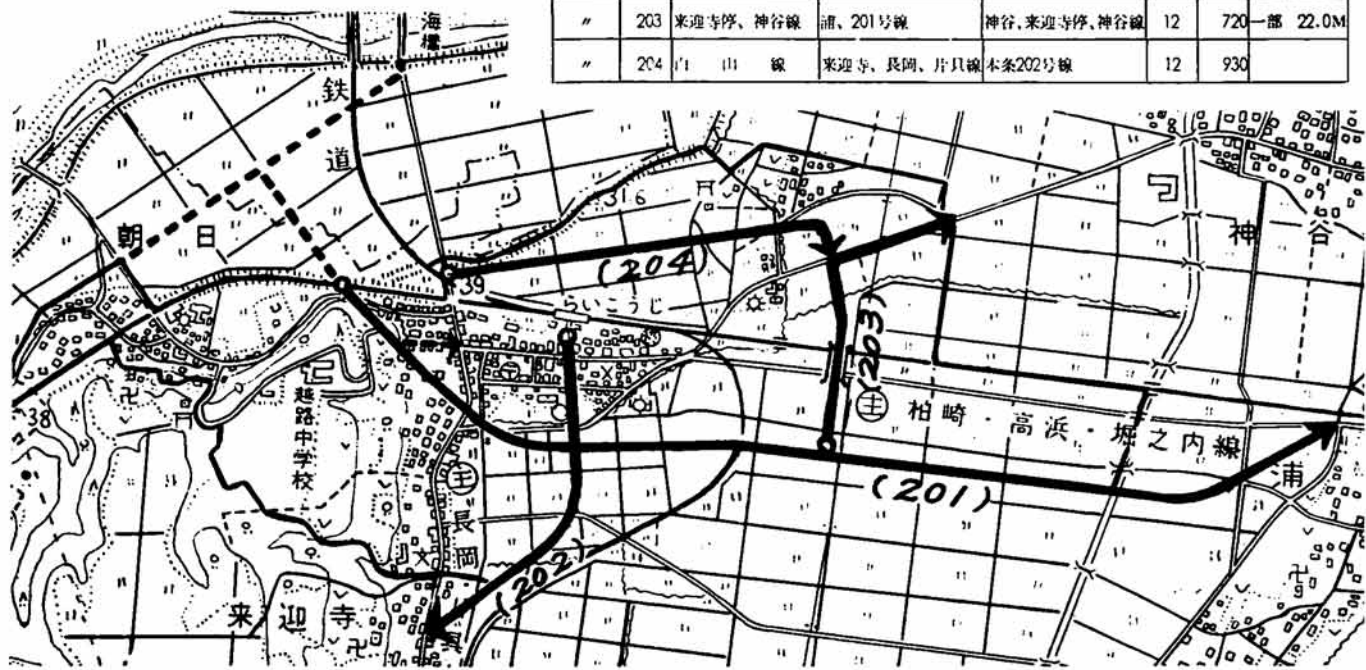 〃 203 来迎寺停、神谷線 浦、201号線 神谷、来迎寺停、神谷線 12 720 一部 22.0M
〃 204 白山線 来迎寺、長岡、片貝線 本条202号線 12 930
鉄道
朝日
316
神谷
(204)
39
らいこうじ
(203)
越路中学校
38
主 柏崎・高浜・堀之内線
浦
(201)
主 長岡
(202)
来迎寺